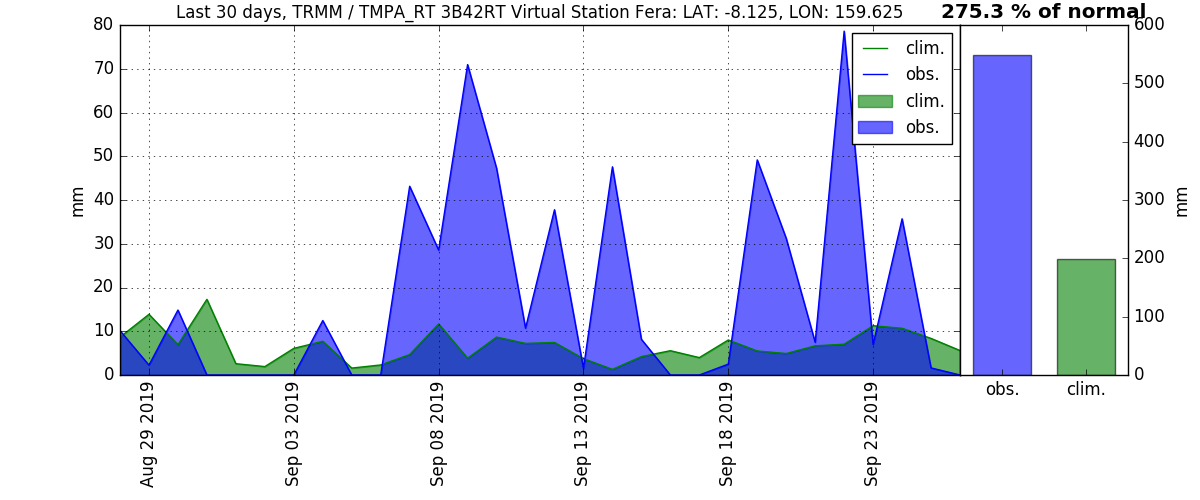 Last 30 days, TRMM / TMPA_RT 3B42RT Virtual Station Fera: LAT: -8.125, LON: 159.625
275.3 % of normal
80
70
60
50
40
30
20
10
0
mm
clim.
obs.
clim.
obs.
600
500
400
300
200
100
0
mm
obs.
clim.
Aug 29 2019
Sep 03 2019
Sep 08 2019
Sep 13 2019
Sep 18 2019
Sep 23 2019